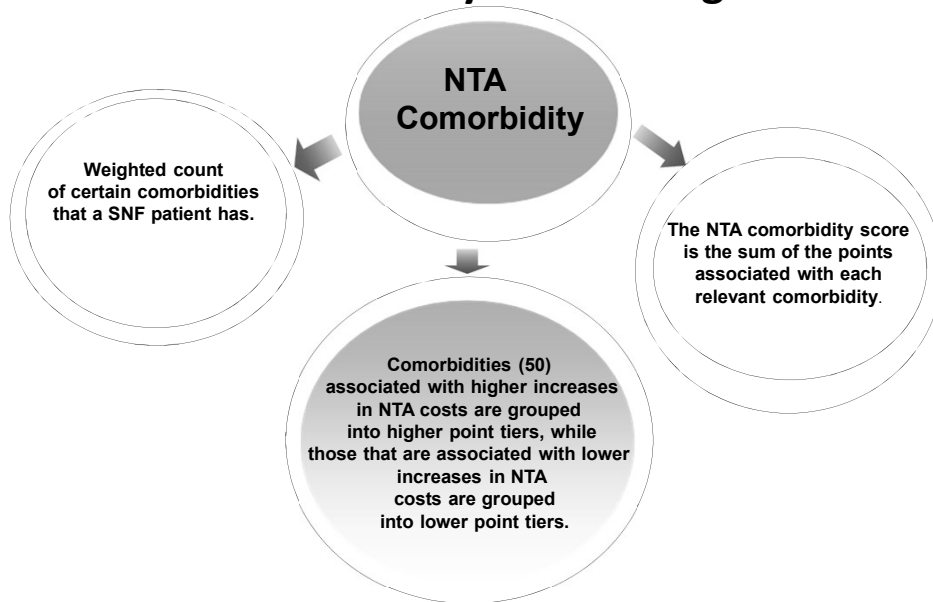 NTA
Comorbidity
Weighted count
of certain comorbidities
that a SNF patient has.
The NTA comorbidity score
is the sum of the points
associated with each
relevant comorbidity.
Comorbidities (50)
associated with higher increases
in NTA costs are grouped
into higher point tiers, while
those that are associated with lower
increases in NTA
costs are grouped
into lower point tiers.